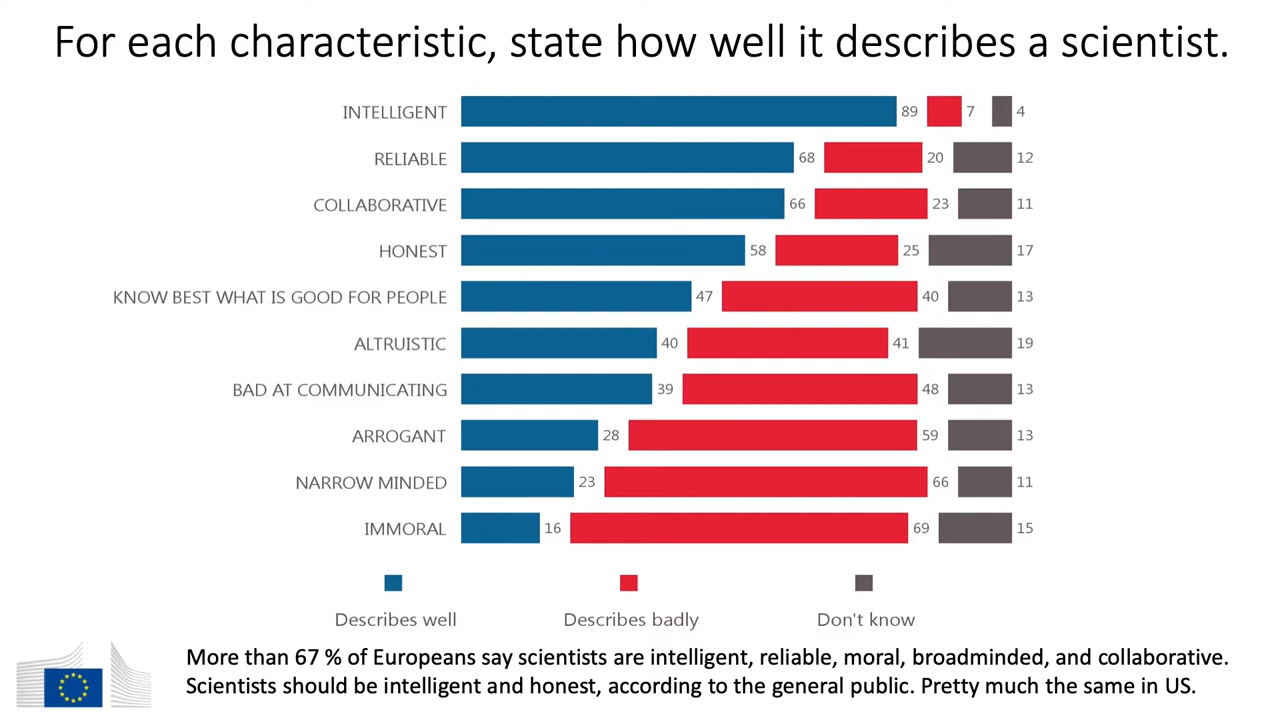 For each characteristic, state how well it describes a scientist.
INTELLIGENT 89 7 4
RELIABLE 68 20 12
COLLABORATIVE 66 23 11
HONEST 58 25 17
KNOW BEST WHAT IS GOOD FOR PEOPLE 47 40 13
ALTRUISTIC 40 41 19
BAD AT COMMUNICATING 39 48 13
ARROGANT 28 59 13
NARROW MINDED 23 66 11
IMMORAL 16 69 15
Describes well Describes badly Don't know
More than 67 % of Europeans say scientists are intelligent, reliable, moral, broadminded, and collaborative.
Scientists should be intelligent and honest, according to the general public. Pretty much the same in US.